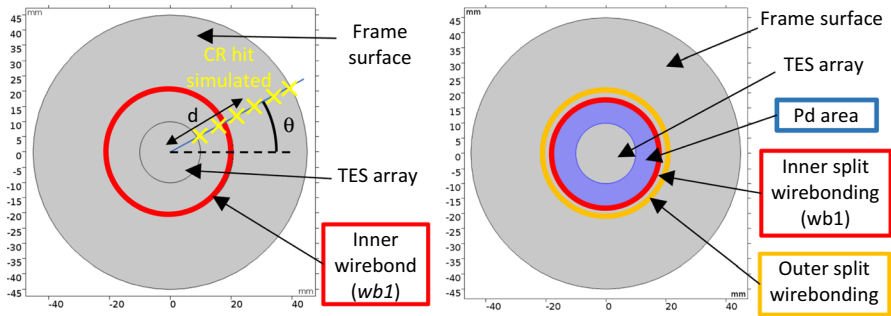 mm
45
40
35
30
25
20
15
10
5
0
-5
-10
-15
-20
-25
-30
-35
-40
-45
-40
-20
0
20
40
mm
CR hit
simulated
d
θ
Frame
surface
TES array
Inner
wirebond
(wb1)
mm
45
40
35
30
25
20
15
10
5
0
-5
-10
-15
-20
-25
-30
-35
-40
-45
-40
-20
0
20
40
mm
Frame surface
TES array
Pd area
Inner split
wirebonding
(wb1)
Outer split
wirebonding